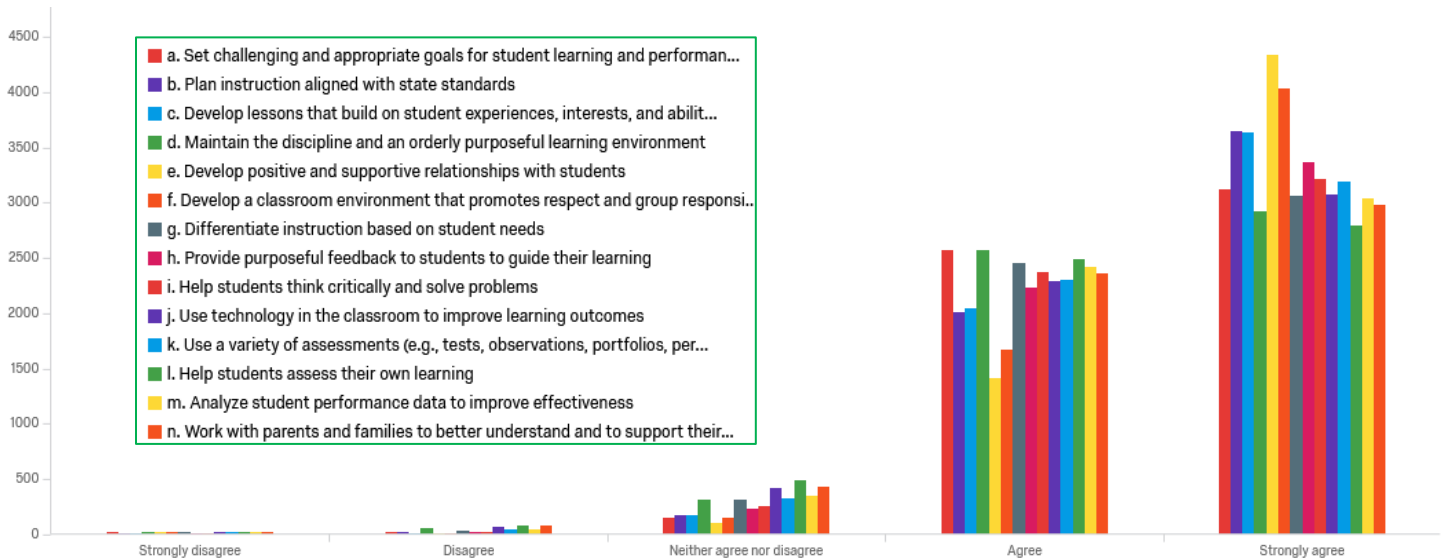 4500
4000
3500
3000
2500
2000
1500
1000
500
0
a. Set challenging and appropriate goals for student learning and performan...
b. Plan instruction aligned with state standards
c. Develop lessons that build on student experiences, interests, and abilit...
d. Maintain the discipline and an orderly purposeful learning environment
e. Develop positive and supportive relationships with students
f. Develop a classroom environment that promotes respect and group responsi..
g. Differentiate instruction based on student needs
h. Provide purposeful feedback to students to guide their learning
i. Help students think critically and solve problems
j. Use technology in the classroom to improve learning outcomes
k. Use a variety of assessments (e.g., tests, observations, portfolios, per...
l. Help students assess their own learning
m. Analyze student performance data to improve effectiveness
n. Work with parents and families to better understand and to support their...
Strongly disagree
Disagree
Neither agree nor disagree
Agree
Strongly agree